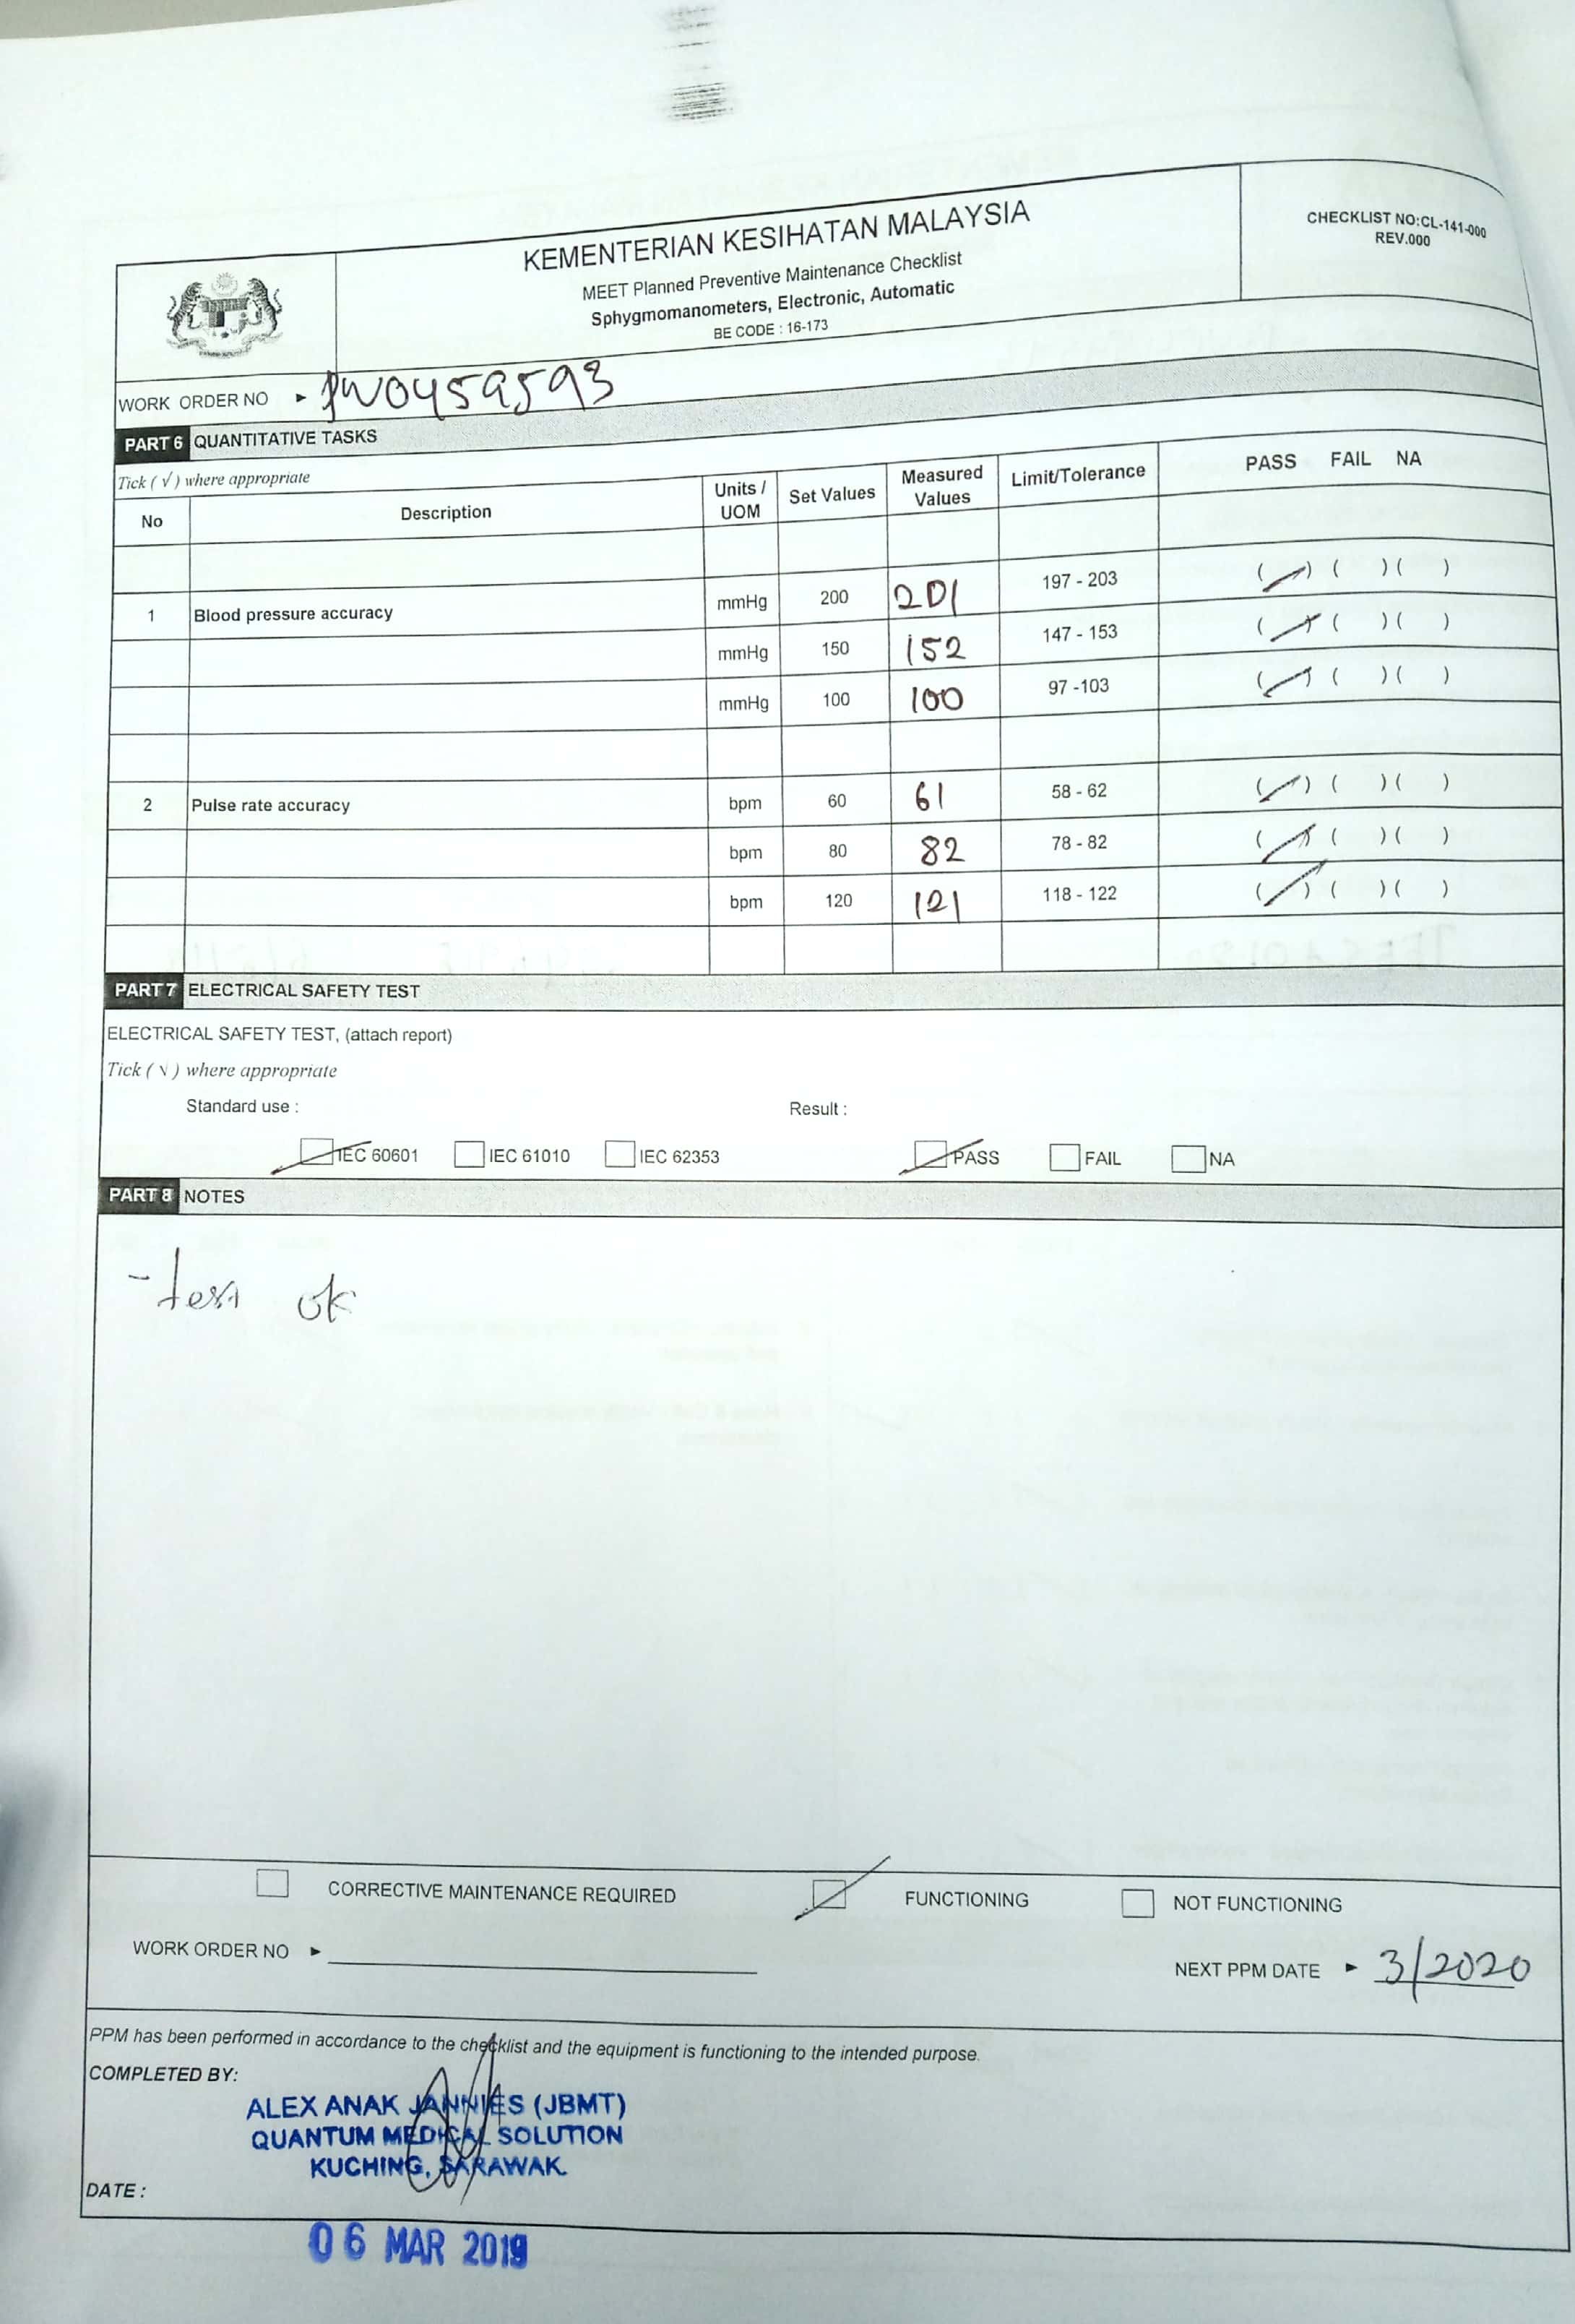 KEMENTERIAN KESIHATAN MALAYSIA
MEET Planned Preventive Maintenance Checklist
Sphygmomanometers, Electronic, Automatic
BE CODE : 16-173
CHECKLIST NO:CL-141-000
REV.000
WORK ORDER NO ► PW0459593
PART 6 QUANTITATIVE TASKS
Tick ( √ ) where appropriate
No Description Units / UOM Set Values Measured Values Limit/Tolerance PASS FAIL NA
1 Blood pressure accuracy mmHg 200 201 197 - 203 (/) ( ) ( )
mmHg 150 152 147 - 153 (/) ( ) ( )
mmHg 100 100 97 -103 (/) ( ) ( )
2 Pulse rate accuracy bpm 60 61 58 - 62 (/) ( ) ( )
bpm 80 82 78 - 82 (/) ( ) ( )
bpm 120 121 118 - 122 (/) ( ) ( )
PART 7 ELECTRICAL SAFETY TEST
ELECTRICAL SAFETY TEST, (attach report)
Tick ( √ ) where appropriate
Standard use : Result :
IEC 60601 IEC 61010 IEC 62353 PASS FAIL NA
PART 8 NOTES
- test ok
CORRECTIVE MAINTENANCE REQUIRED FUNCTIONING NOT FUNCTIONING
WORK ORDER NO ► NEXT PPM DATE ► 3/2020
PPM has been performed in accordance to the checklist and the equipment is functioning to the intended purpose.
COMPLETED BY:
ALEX ANAK JANNIES (JBMT)
QUANTUM MEDICAL SOLUTION
KUCHING, SARAWAK.
DATE :
06 MAR 2019